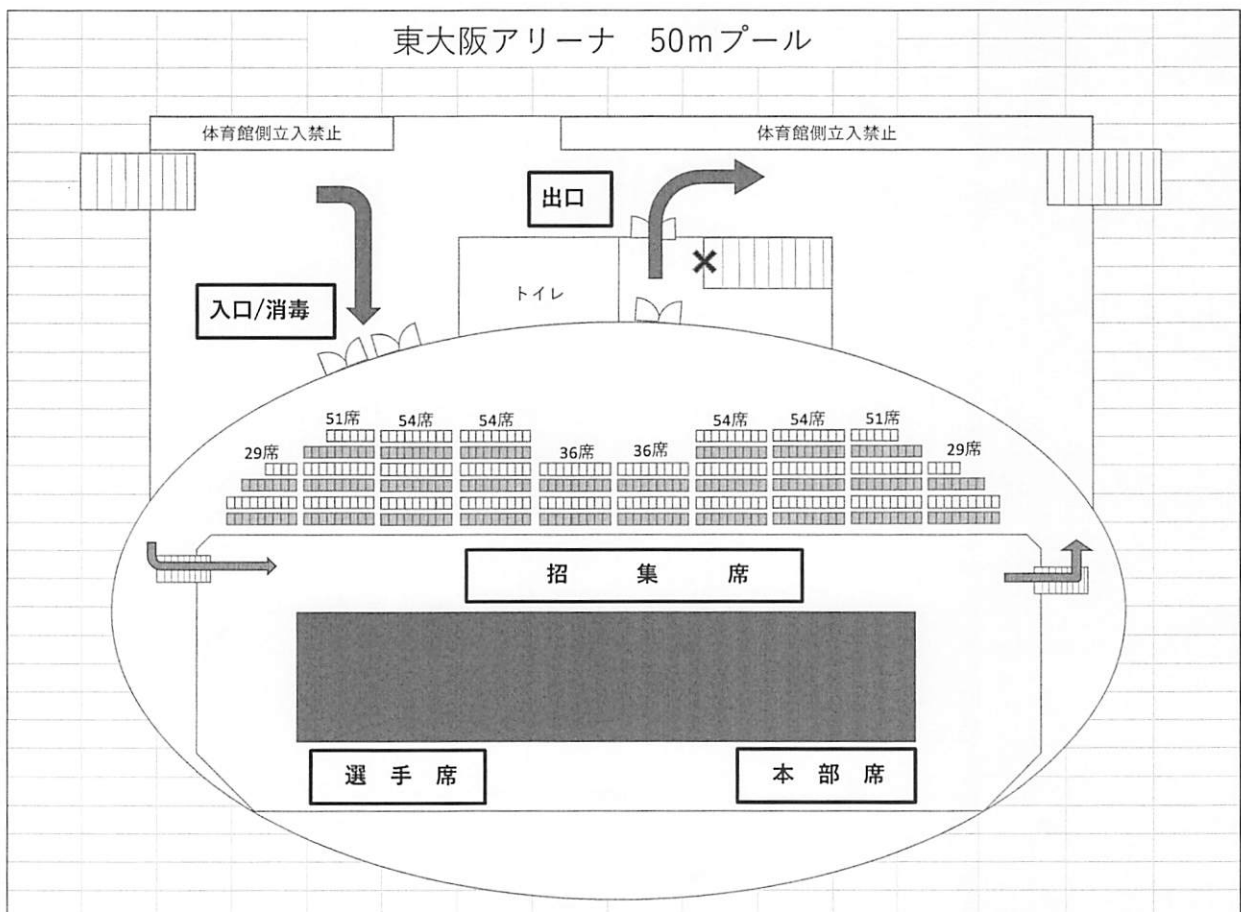 東大阪アリーナ 50mプール
体育館側立入禁止
体育館側立入禁止
出口
入口/消毒
トイレ
29席
51席
54席
54席
36席
36席
54席
54席
51席
29席
招 集 席
選 手 席
本 部 席